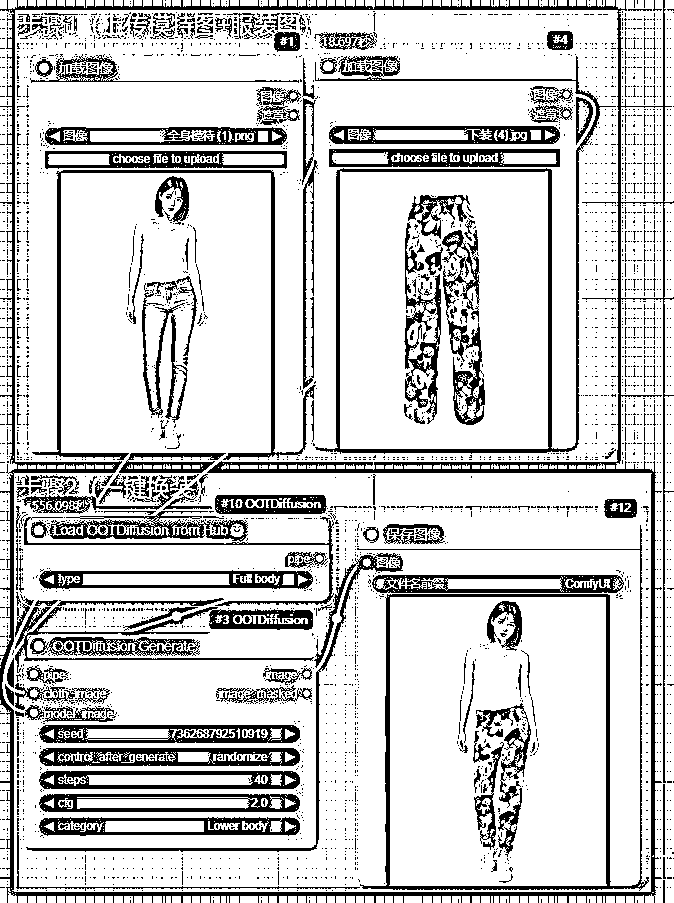 步骤1（上传模特图和服装图）
#1
加载图像
图像
遮罩
图像 全身模特 (1).png
choose file to upload
#4
加载图像
图像
遮罩
图像 下装 (4).jpg
choose file to upload
步骤2（一键换装）
#10 OOTDiffusion
Load OOTDiffusion from Hub
pipe
type Full body
#3 OOTDiffusion
OOTDiffusion Generate
pipe image
cloth_image image_masked
model_image
seed 736268792510919
control_after_generate randomize
steps 40
cfg 2.0
category Lower body
#12
保存图像
图像
文件名前缀 ComfyUI